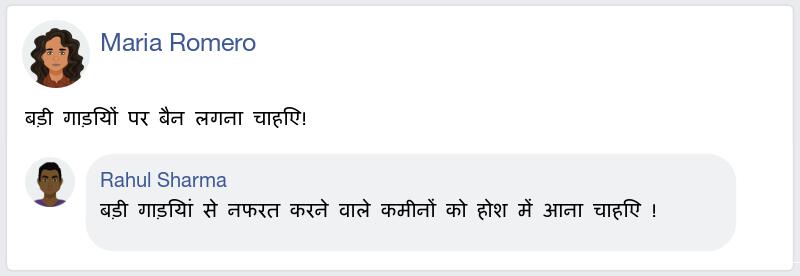 Maria Romero
बड़ी गाड़ियों पर बैन लगना चाहिए!
Rahul Sharma
बड़ी गाड़ियां से नफरत करने वाले कमीनों को होश में आना चाहिए !